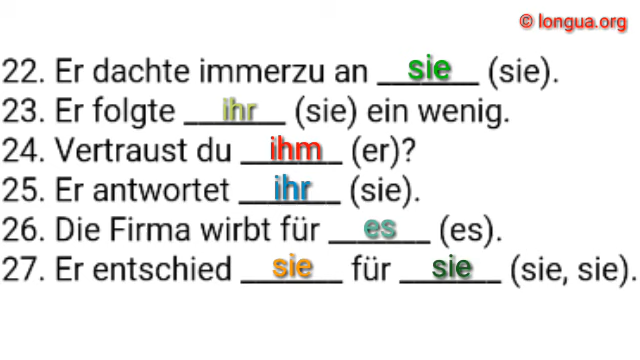 © longua.org
22. Er dachte immerzu an sie (sie).
23. Er folgte ihr (sie) ein wenig.
24. Vertraust du ihm (er)?
25. Er antwortet ihr (sie).
26. Die Firma wirbt für es (es).
27. Er entschied sie für sie (sie, sie).